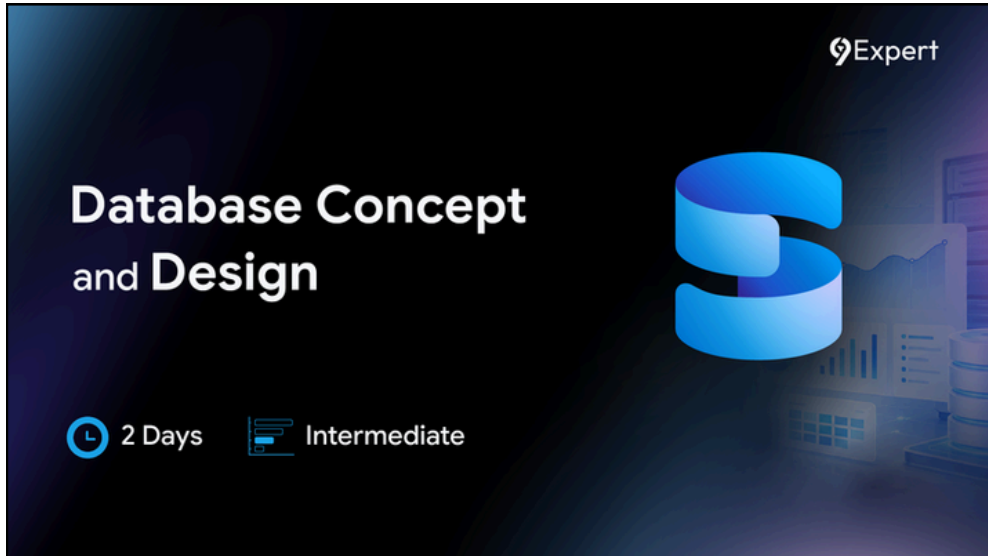 9Expert
Database Concept
and Design
2 Days
Intermediate